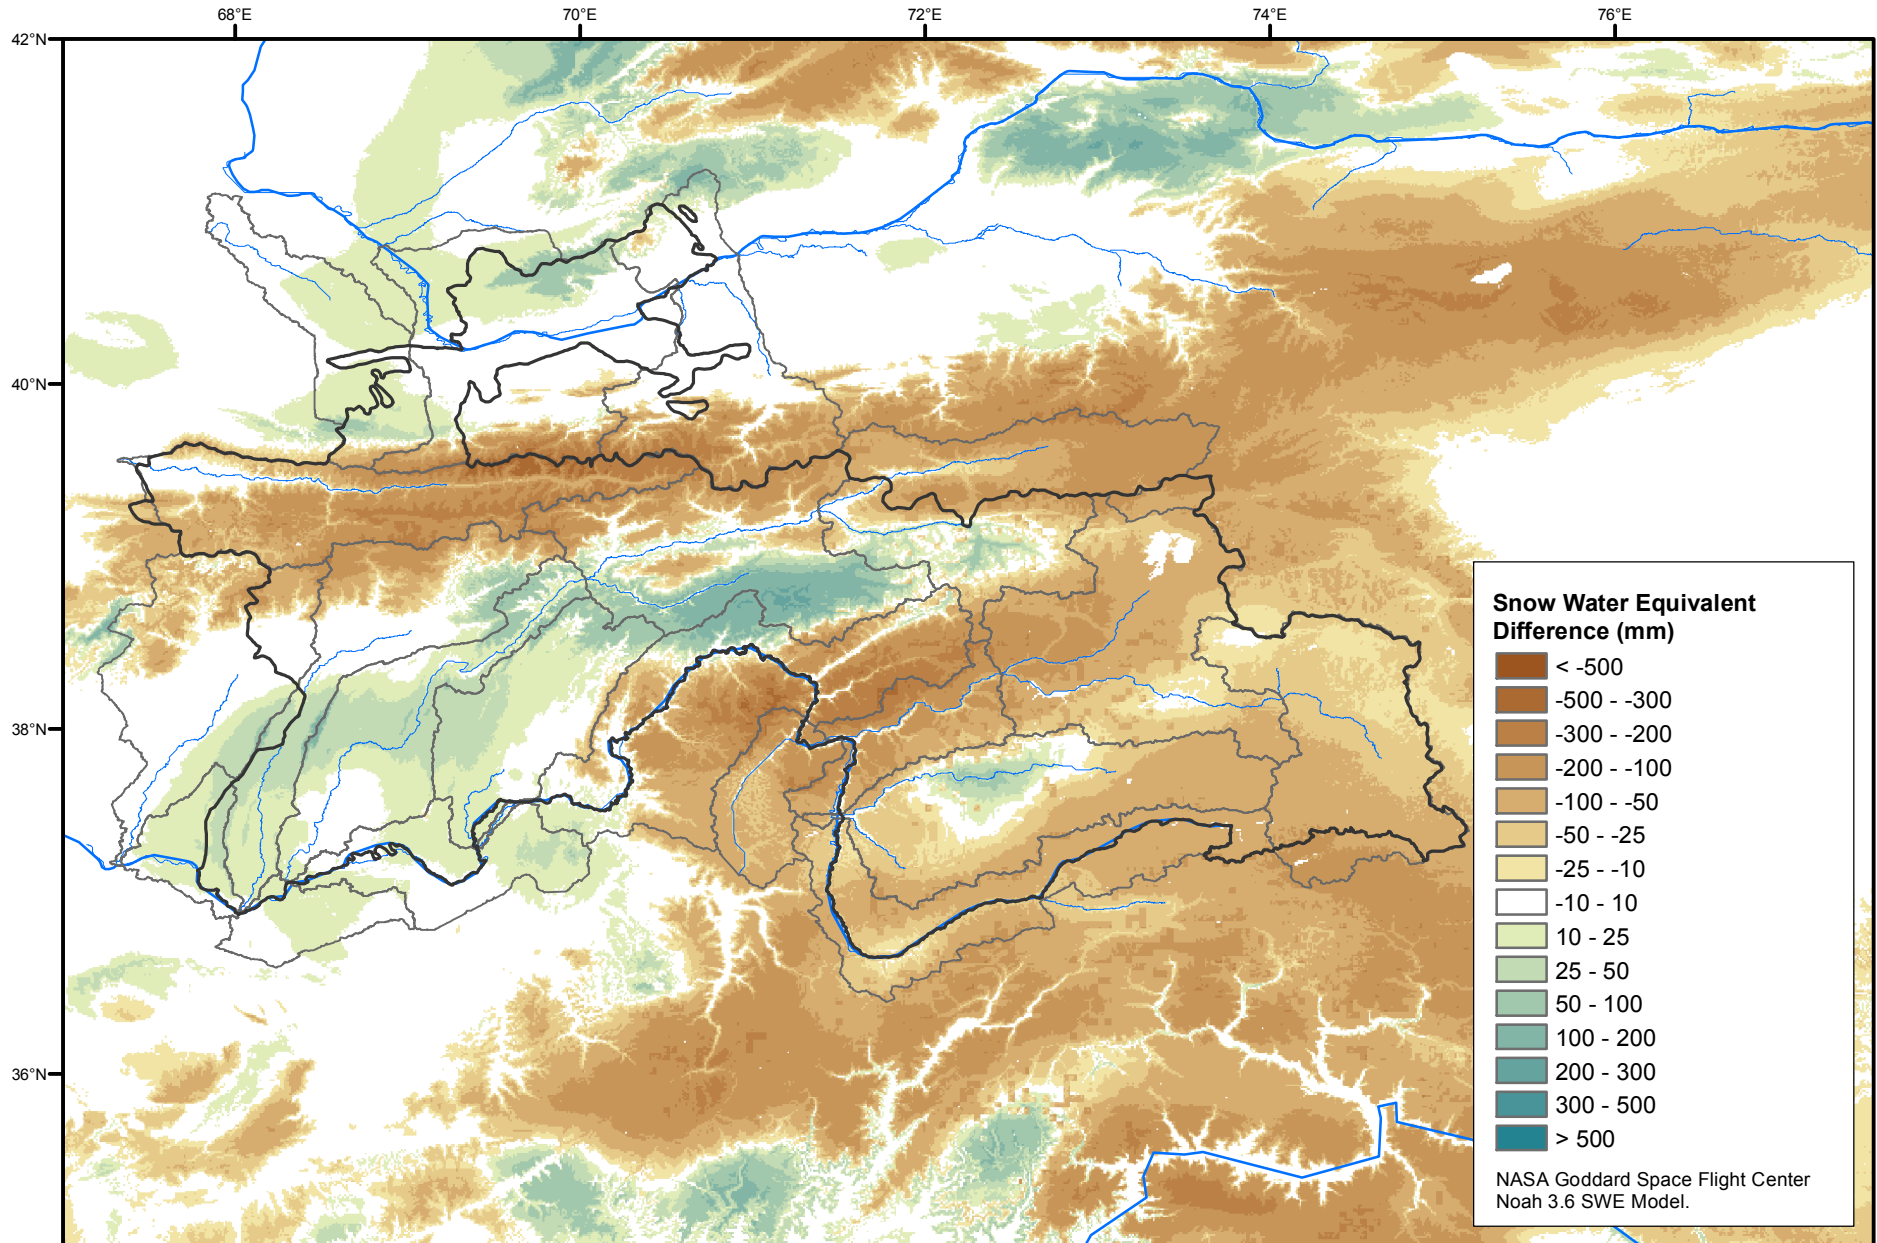 68°E 70°E 72°E 74°E 76°E
42°N
40°N
38°N
36°N
Snow Water Equivalent
Difference (mm)
< -500
-500 - -300
-300 - -200
-200 - -100
-100 - -50
-50 - -25
-25 - -10
-10 - 10
10 - 25
25 - 50
50 - 100
100 - 200
200 - 300
300 - 500
> 500
NASA Goddard Space Flight Center
Noah 3.6 SWE Model.